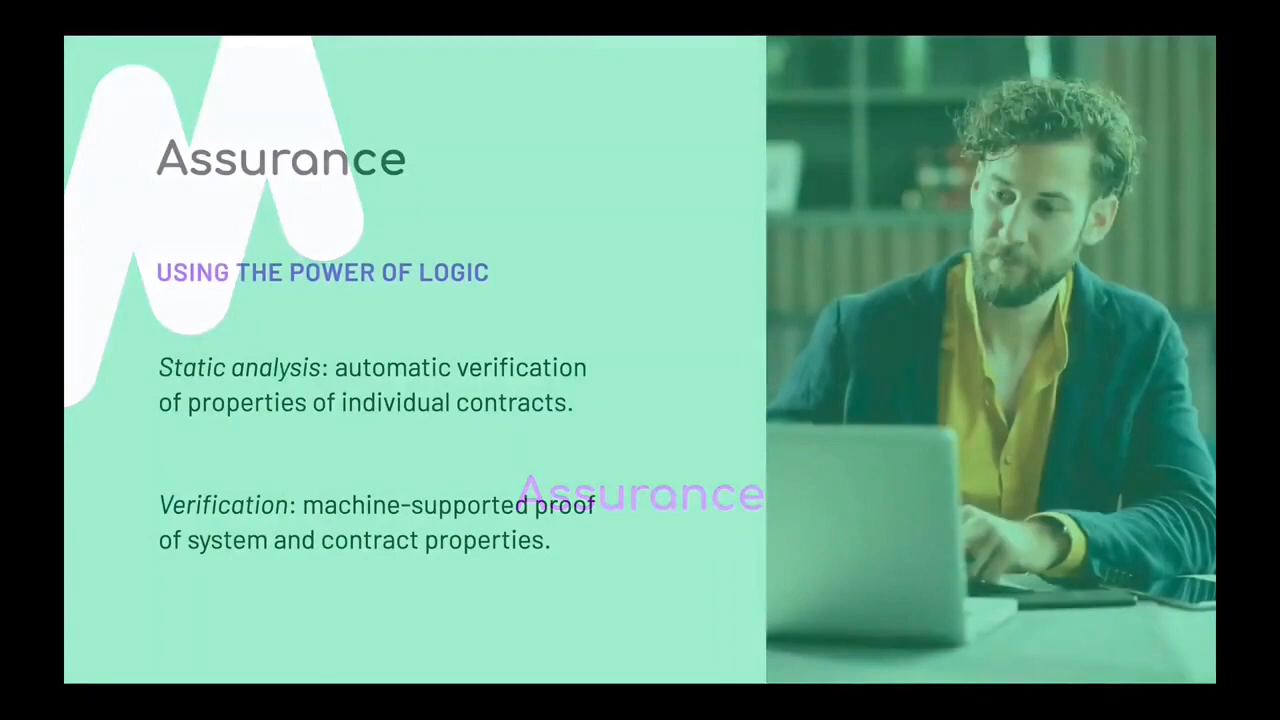 Assurance
USING THE POWER OF LOGIC
Static analysis: automatic verification
of properties of individual contracts.
Assurance
Verification: machine-supported proof
of system and contract properties.